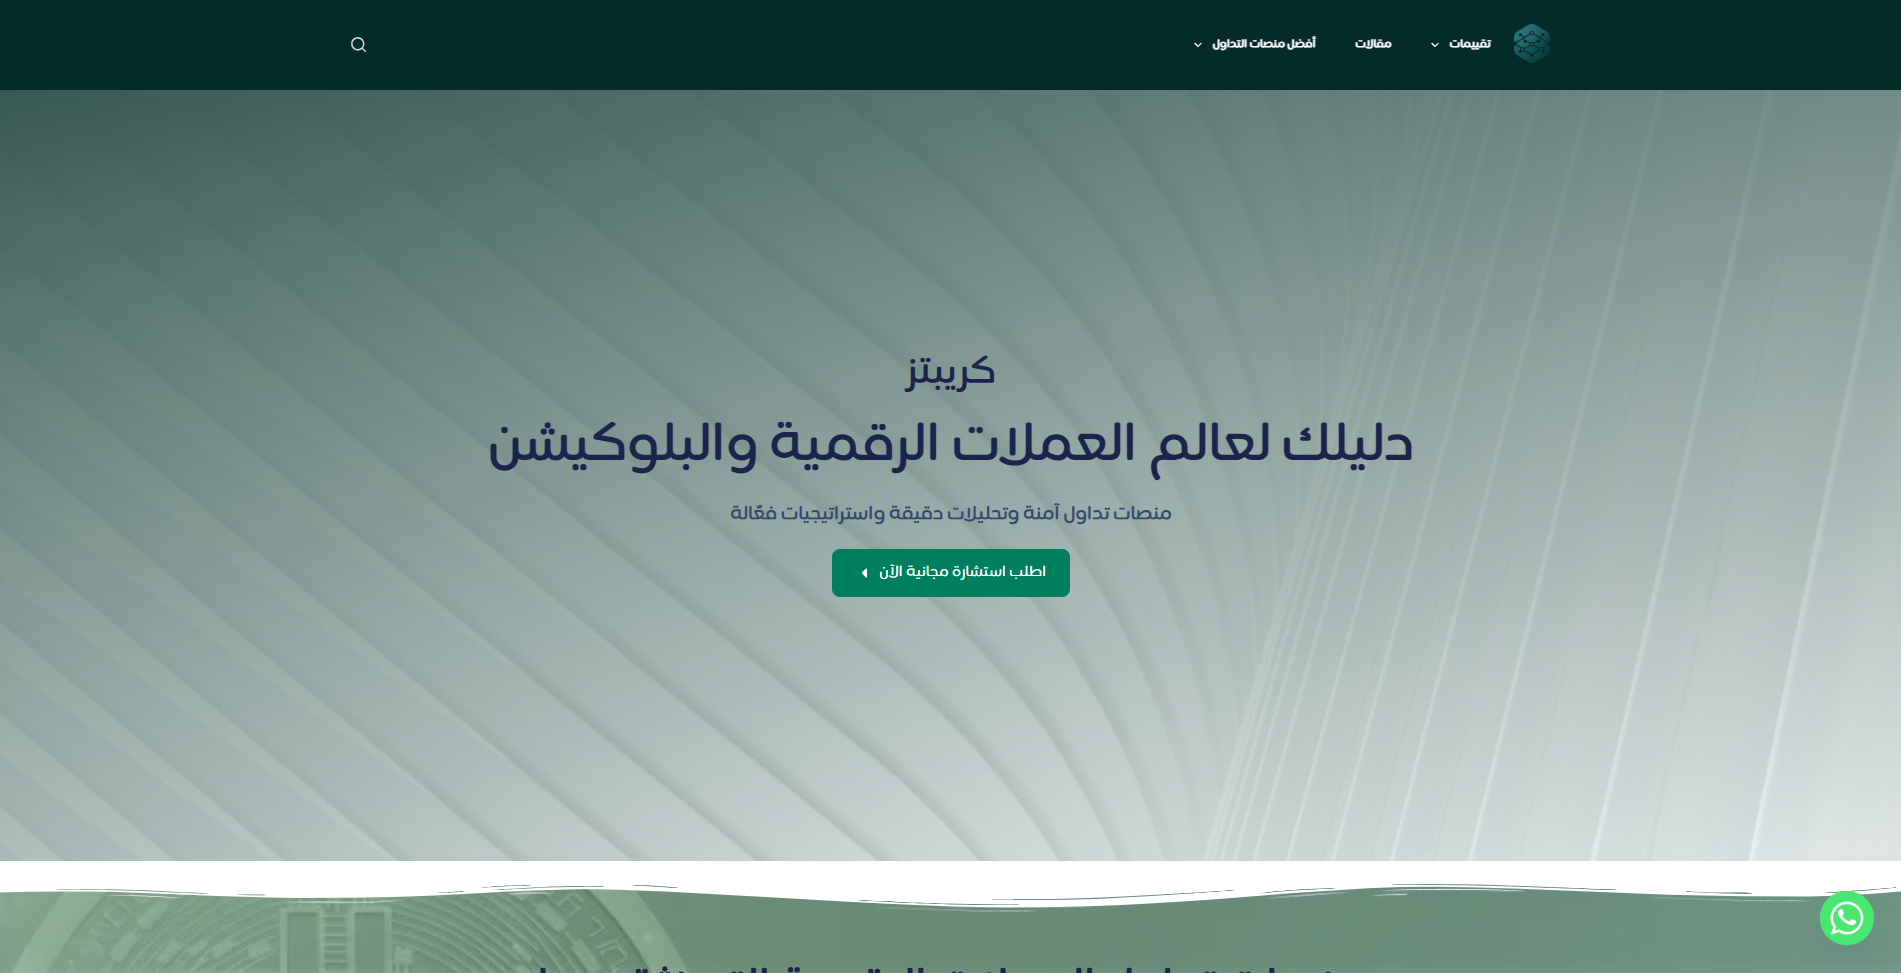 تقييمات
مقالات
أفضل منصات التداول
كريبتز
دليلك لعالم العملات الرقمية والبلوكيشن
منصات تداول آمنة وتحليلات دقيقة واستراتيجيات فعّالة
اطلب استشارة مجانية الآن